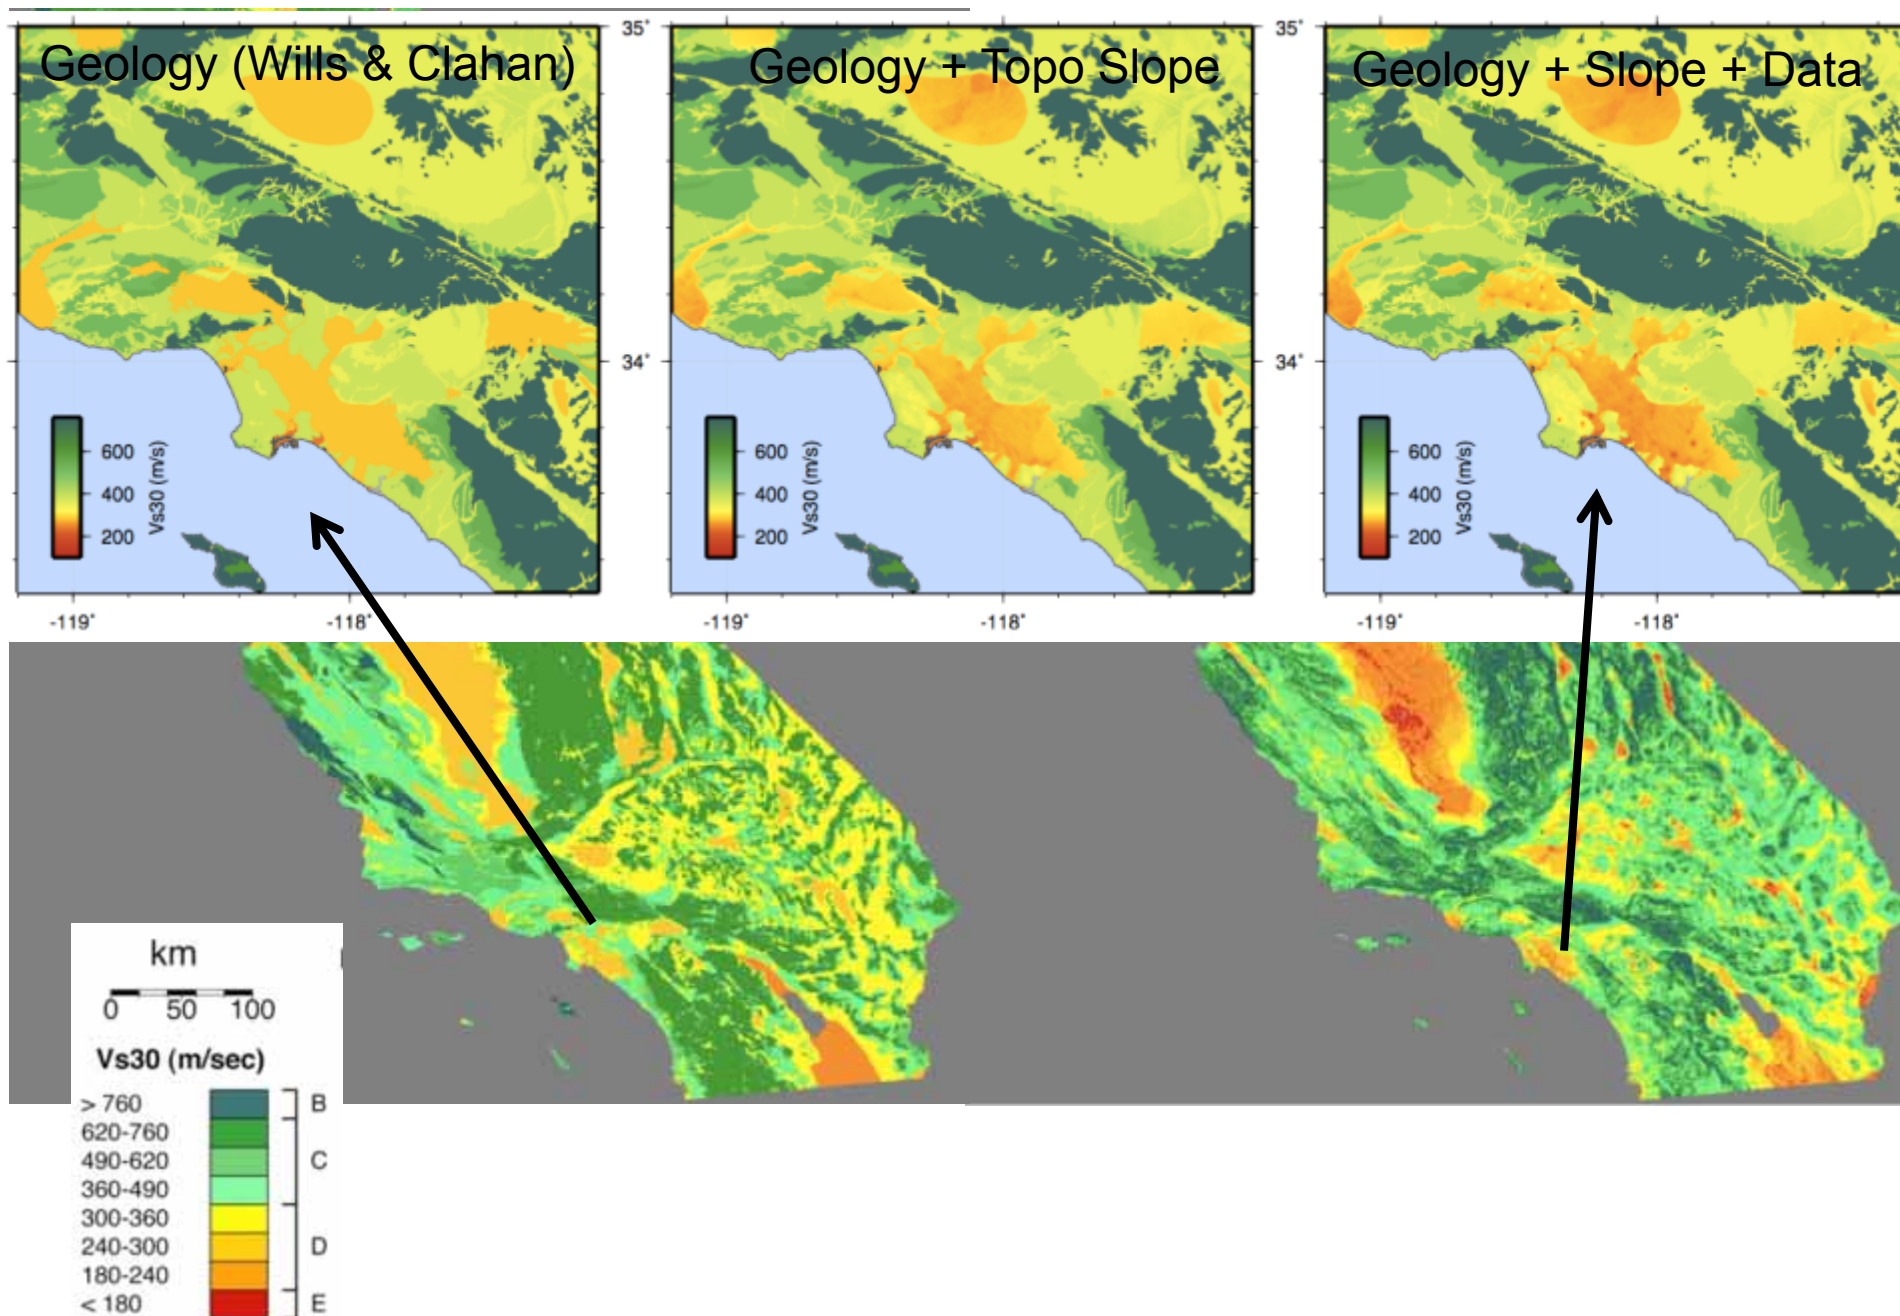 Geology (Wills & Clahan)
Geology + Topo Slope
Geology + Slope + Data
35°
35°
34°
34°
600
400
200
Vs30 (m/s)
600
400
200
Vs30 (m/s)
600
400
200
Vs30 (m/s)
-119°
-118°
-119°
-118°
-119°
-118°
km
0 50 100
Vs30 (m/sec)
> 760 B
620-760
490-620 C
360-490
300-360
240-300 D
180-240
< 180 E